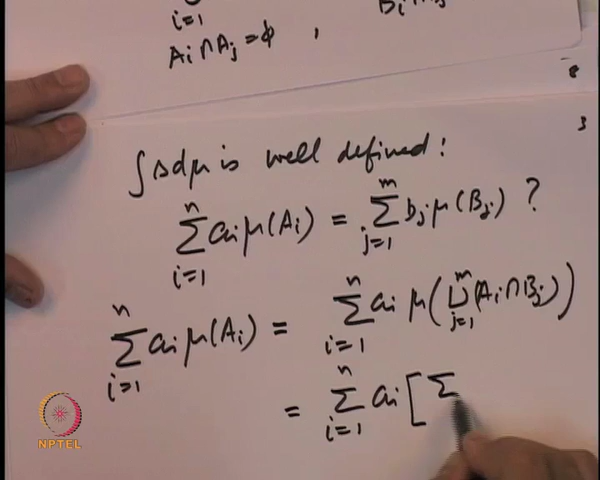 i=1
Ai ∩ Aj = ϕ ,
Bi ∩ Bj
3
∫ s dμ is well defined :
∑_{i=1}^{n} ai μ(Ai) = ∑_{j=1}^{m} bj μ(Bj) ?
∑_{i=1}^{n} ai μ(Ai) = ∑_{i=1}^{n} ai μ( ⊔_{j=1}^{m} (Ai ∩ Bj) )
= ∑_{i=1}^{n} ai [ ∑
NPTEL